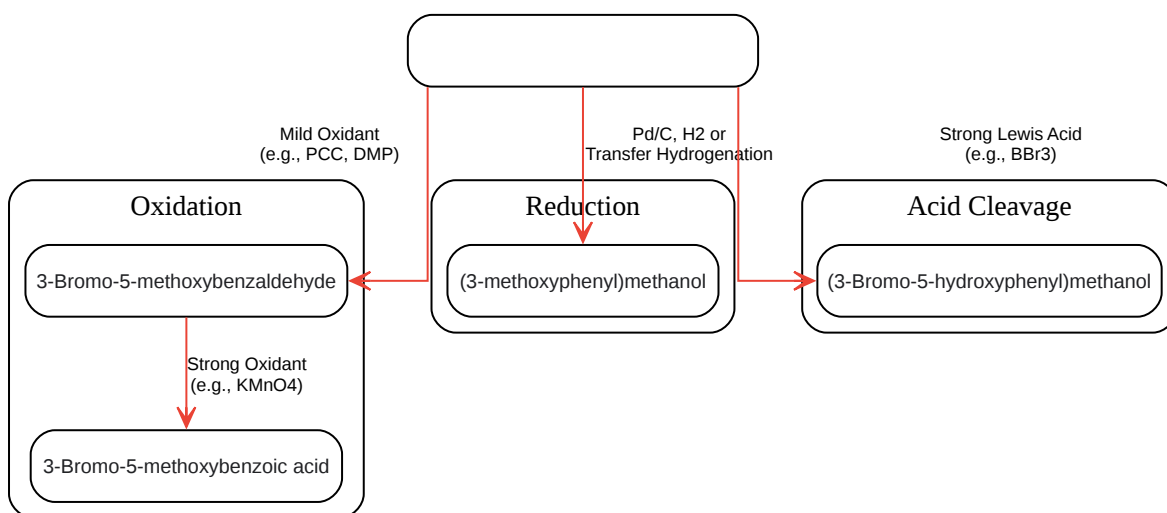 Mild Oxidant
(e.g., PCC, DMP)
Pd/C, H2 or
Transfer Hydrogenation
Strong Lewis Acid
(e.g., BBr3)
Oxidation
Reduction
Acid Cleavage
3-Bromo-5-methoxybenzaldehyde
(3-methoxyphenyl)methanol
(3-Bromo-5-hydroxyphenyl)methanol
Strong Oxidant
(e.g., KMnO4)
3-Bromo-5-methoxybenzoic acid